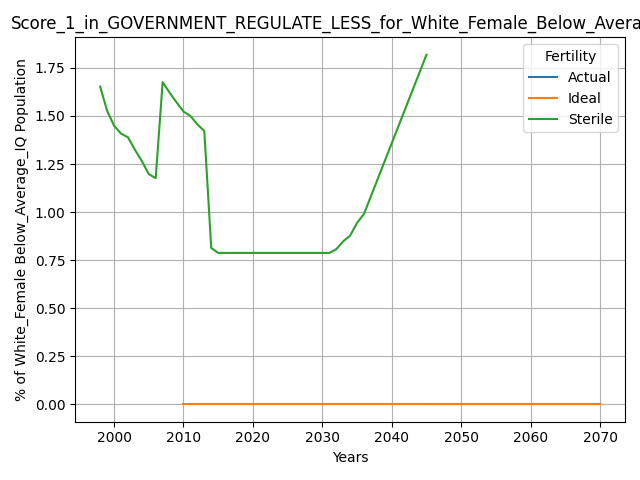 Score_1_in_GOVERNMENT_REGULATE_LESS_for_White_Female_Below_Avera
Fertility
Actual
Ideal
Sterile
% of White_Female Below_Average_IQ Population
1.75
1.50
1.25
1.00
0.75
0.50
0.25
0.00
2000 2010 2020 2030 2040 2050 2060 2070
Years